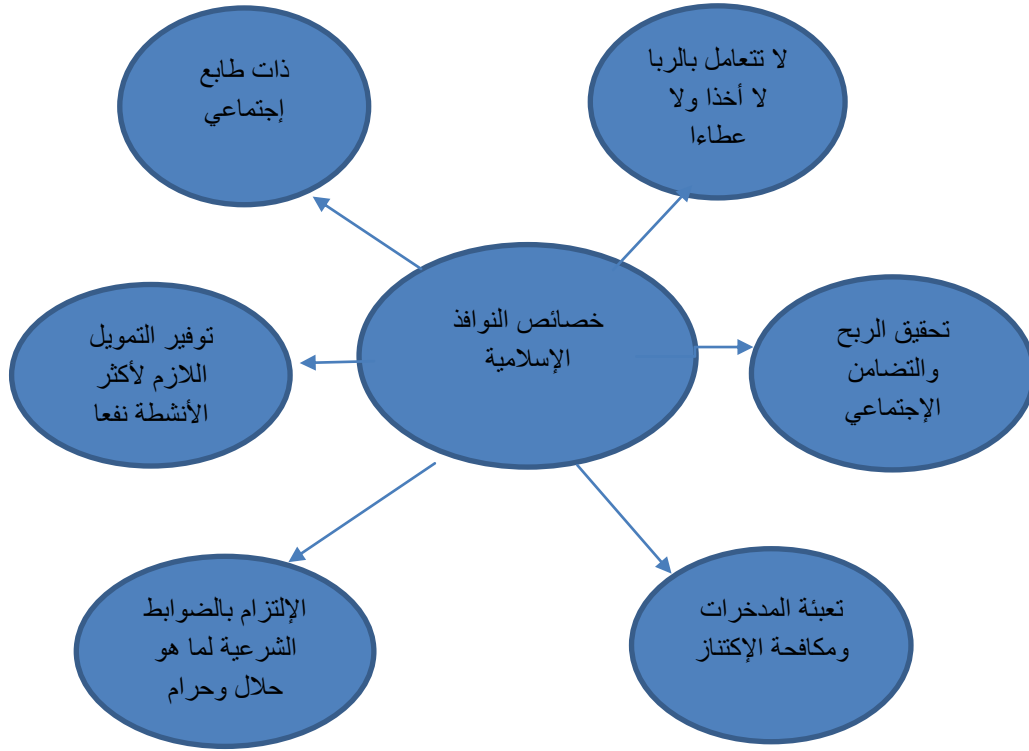 لا تتعامل بالربا
لا أخذا ولا
عطاءا
ذات طابع
إجتماعي
خصائص النوافذ
الإسلامية
تحقيق الربح
والتضامن
الإجتماعي
توفير التمويل
اللازم لأكثر
الأنشطة نفعا
تعبئة المدخرات
ومكافحة الإكتناز
الإلتزام بالضوابط
الشرعية لما هو
حلال وحرام